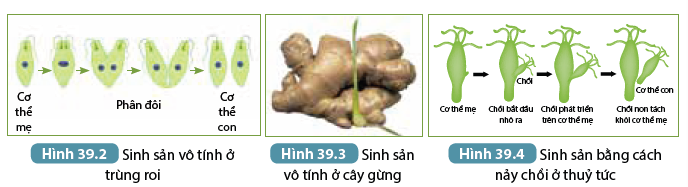 Cơ
thể
mẹ
Phân đôi
Cơ
thể
con
Hình 39.2 Sinh sản vô tính ở
trùng roi
Hình 39.3 Sinh sản
vô tính ở cây gừng
Chồi
Cơ thể con
Cơ thể mẹ
Chồi bắt đầu
nhô ra
Chồi phát triển
trên cơ thể mẹ
Chồi non tách
khỏi cơ thể mẹ
Hình 39.4 Sinh sản bằng cách
nảy chồi ở thuỷ tức